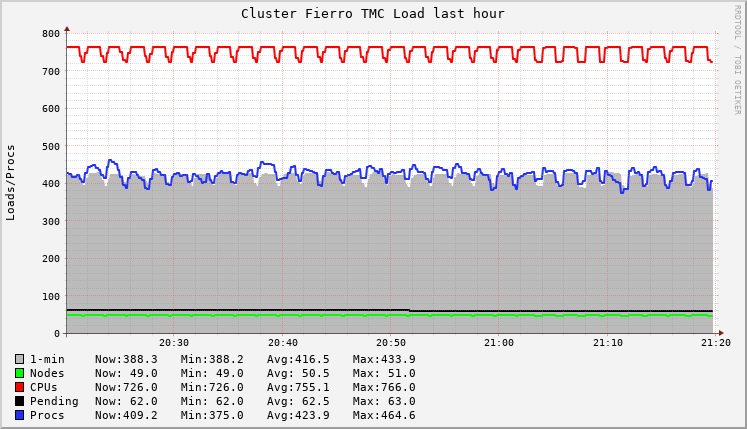 Cluster Fierro TMC Load last hour
RRDTOOL / TOBI OETIKER
Loads/Procs
800
700
600
500
400
300
200
100
0
20:30 20:40 20:50 21:00 21:10 21:20
1-min Now:388.3 Min:388.2 Avg:416.5 Max:433.9
Nodes Now: 49.0 Min: 49.0 Avg: 50.5 Max: 51.0
CPUs Now:726.0 Min:726.0 Avg:755.1 Max:766.0
Pending Now: 62.0 Min: 62.0 Avg: 62.5 Max: 63.0
Procs Now:409.2 Min:375.0 Avg:423.9 Max:464.6